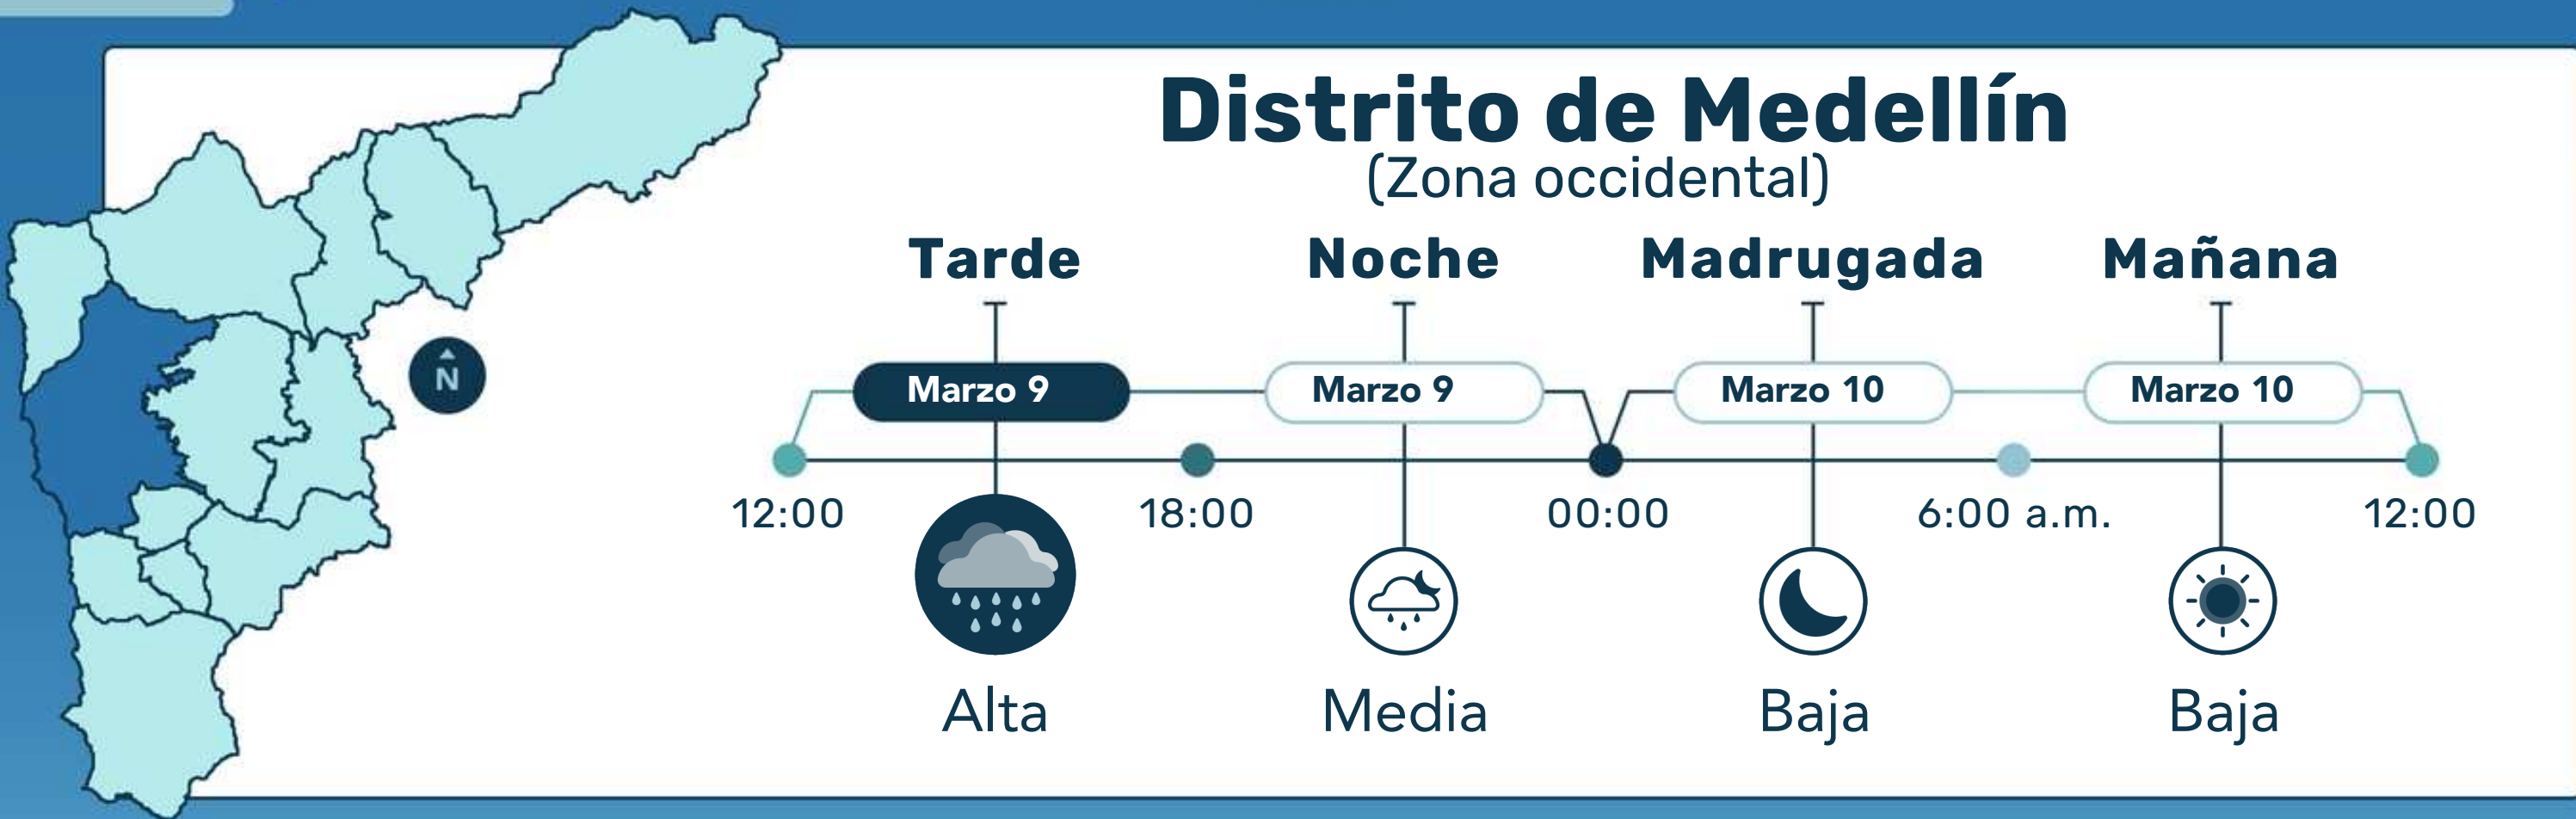 Distrito de Medellín
(Zona occidental)
Tarde Noche Madrugada Mañana
N
Marzo 9 Marzo 9 Marzo 10 Marzo 10
12:00 18:00 00:00 6:00 a.m. 12:00
Alta Media Baja Baja